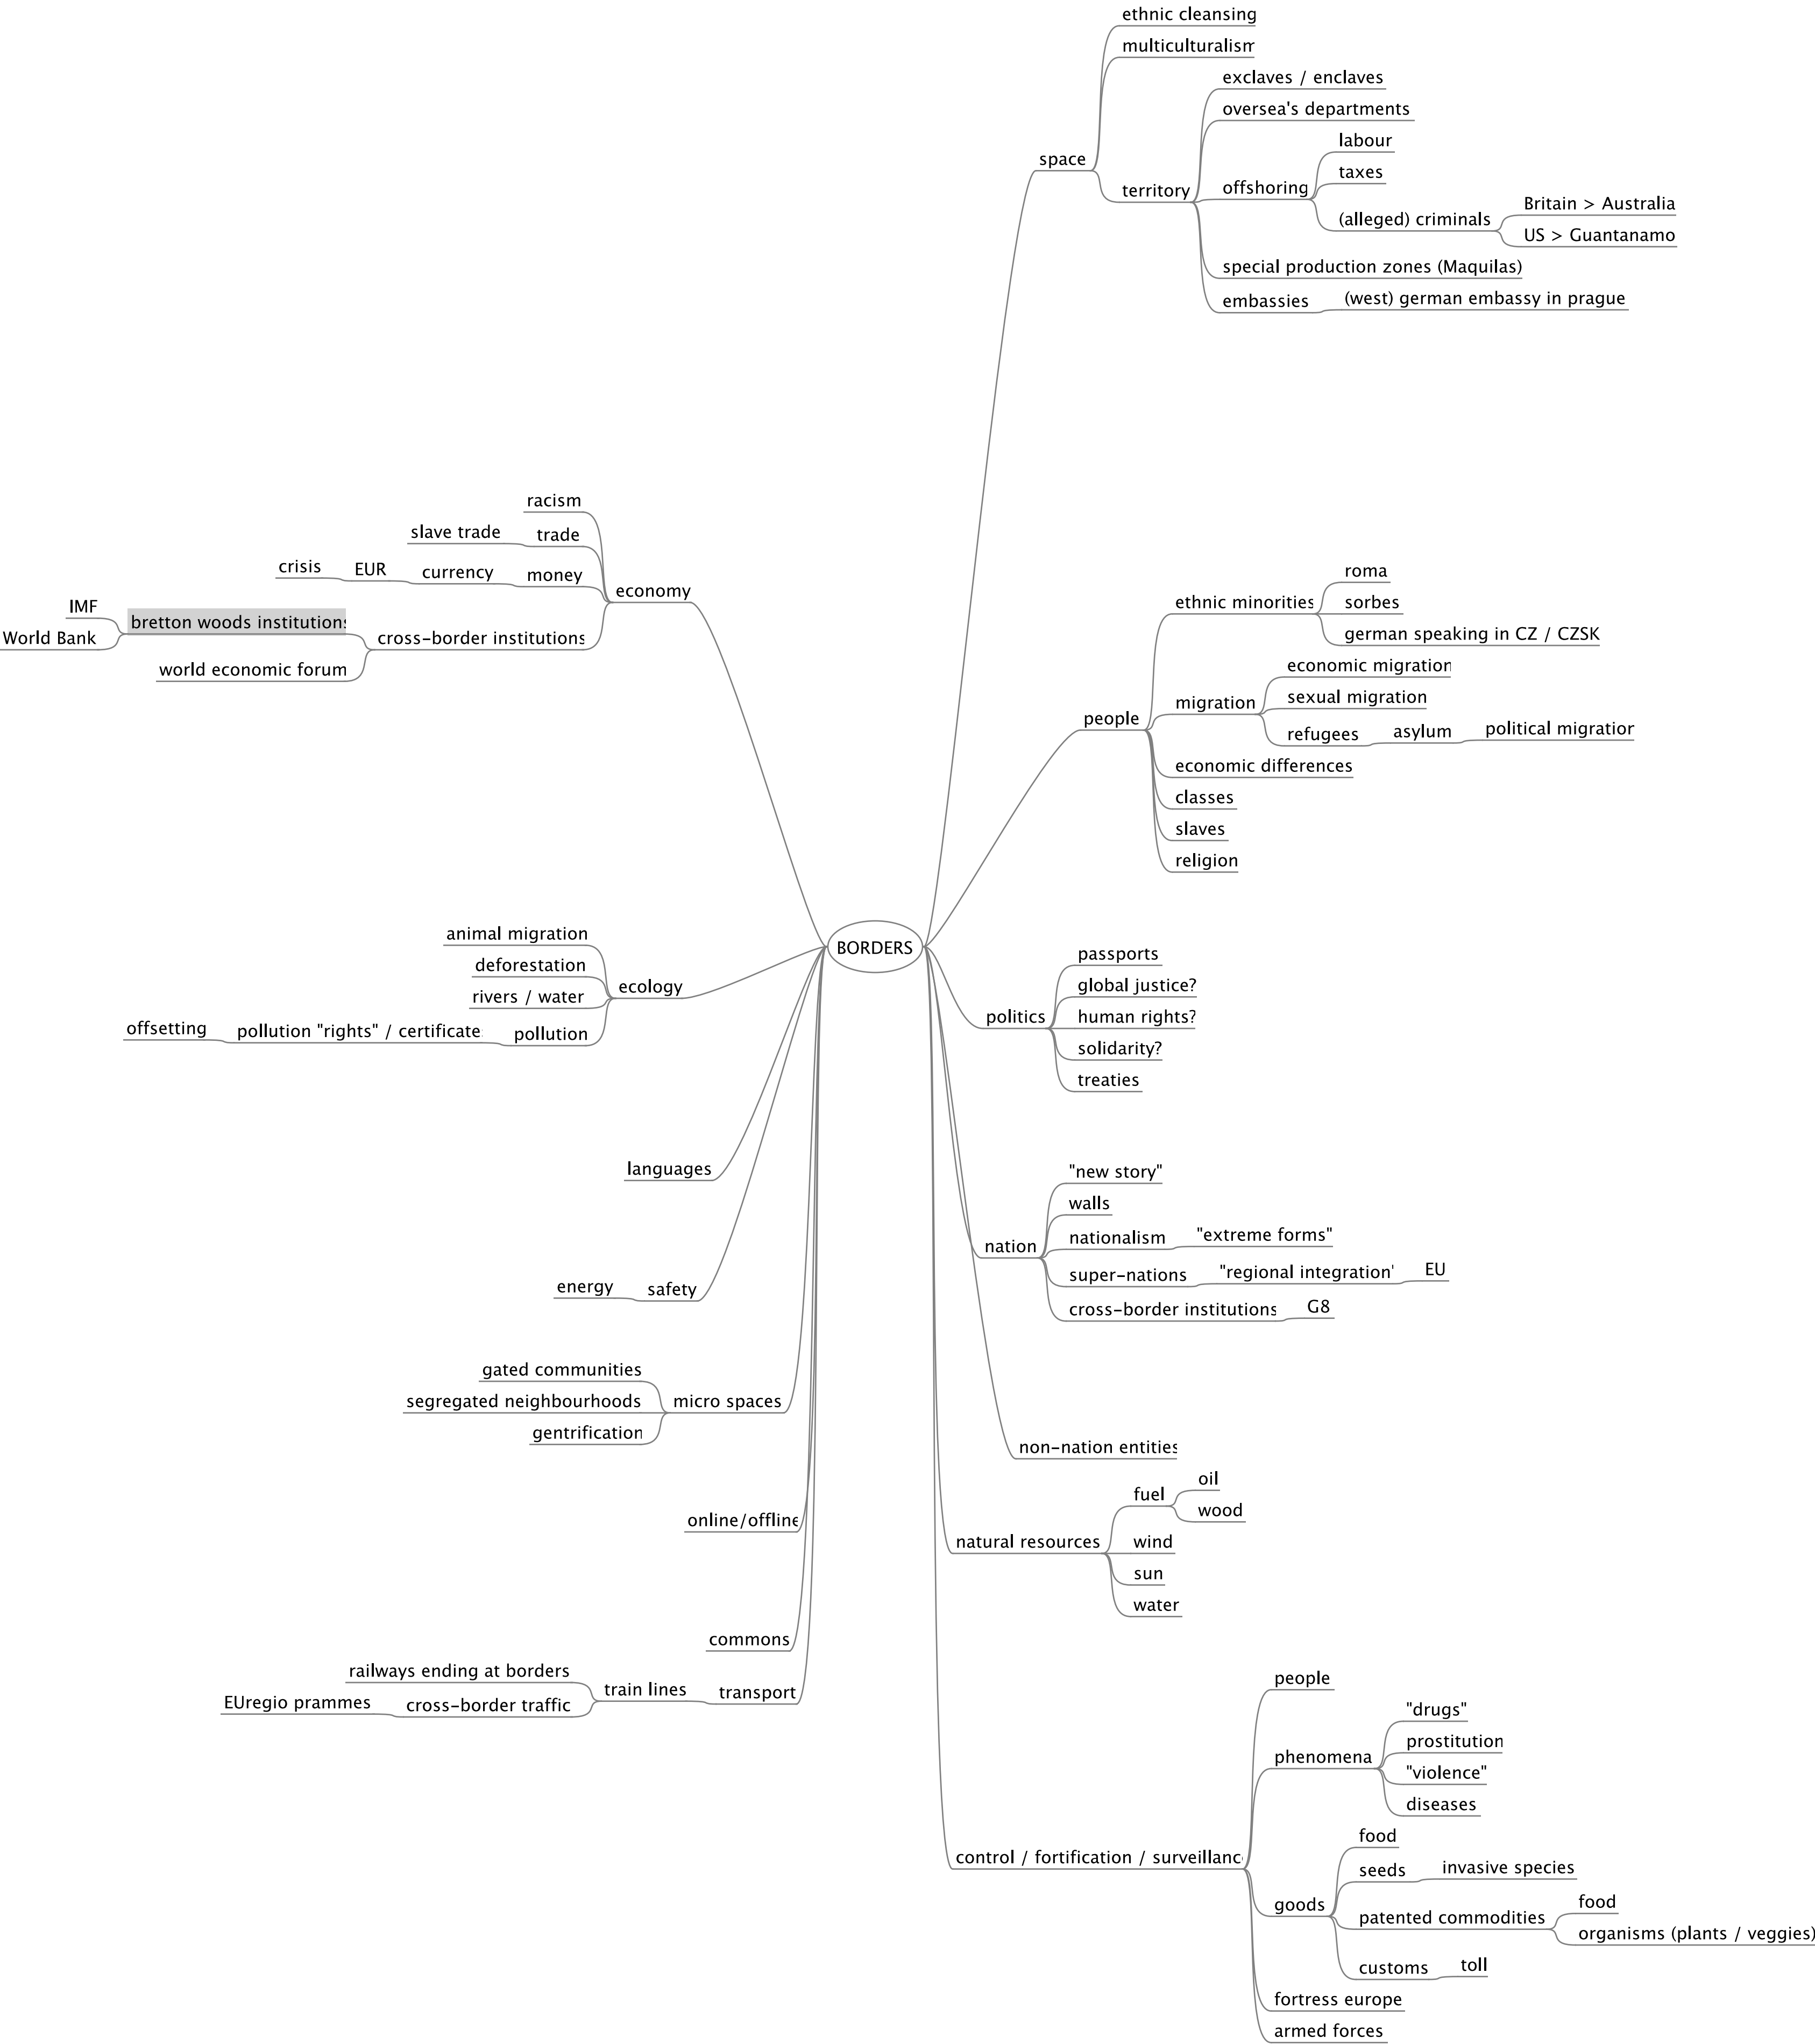 BORDERS
space
ethnic cleansing
multiculturalism
territory
exclaves / enclaves
oversea's departments
offshoring
labour
taxes
(alleged) criminals
Britain > Australia
US > Guantanamo
special production zones (Maquilas)
embassies
(west) german embassy in prague
people
ethnic minorities
roma
sorbes
german speaking in CZ / CZSK
migration
economic migration
sexual migration
refugees
asylum
political migration
economic differences
classes
slaves
religion
politics
passports
global justice?
human rights?
solidarity?
treaties
nation
"new story"
walls
nationalism
"extreme forms"
super-nations
"regional integration'
EU
cross-border institutions
G8
non-nation entities
natural resources
fuel
oil
wood
wind
sun
water
control / fortification / surveillanc
people
phenomena
"drugs"
prostitution
"violence"
diseases
goods
food
seeds
invasive species
patented commodities
food
organisms (plants / veggies)
customs
toll
fortress europe
armed forces
economy
racism
trade
slave trade
money
currency
EUR
crisis
cross-border institutions
bretton woods institutions
IMF
World Bank
world economic forum
ecology
animal migration
deforestation
rivers / water
pollution
pollution "rights" / certificate
offsetting
languages
safety
energy
micro spaces
gated communities
segregated neighbourhoods
gentrification
online/offline
commons
transport
train lines
railways ending at borders
cross-border traffic
EUregio prammes